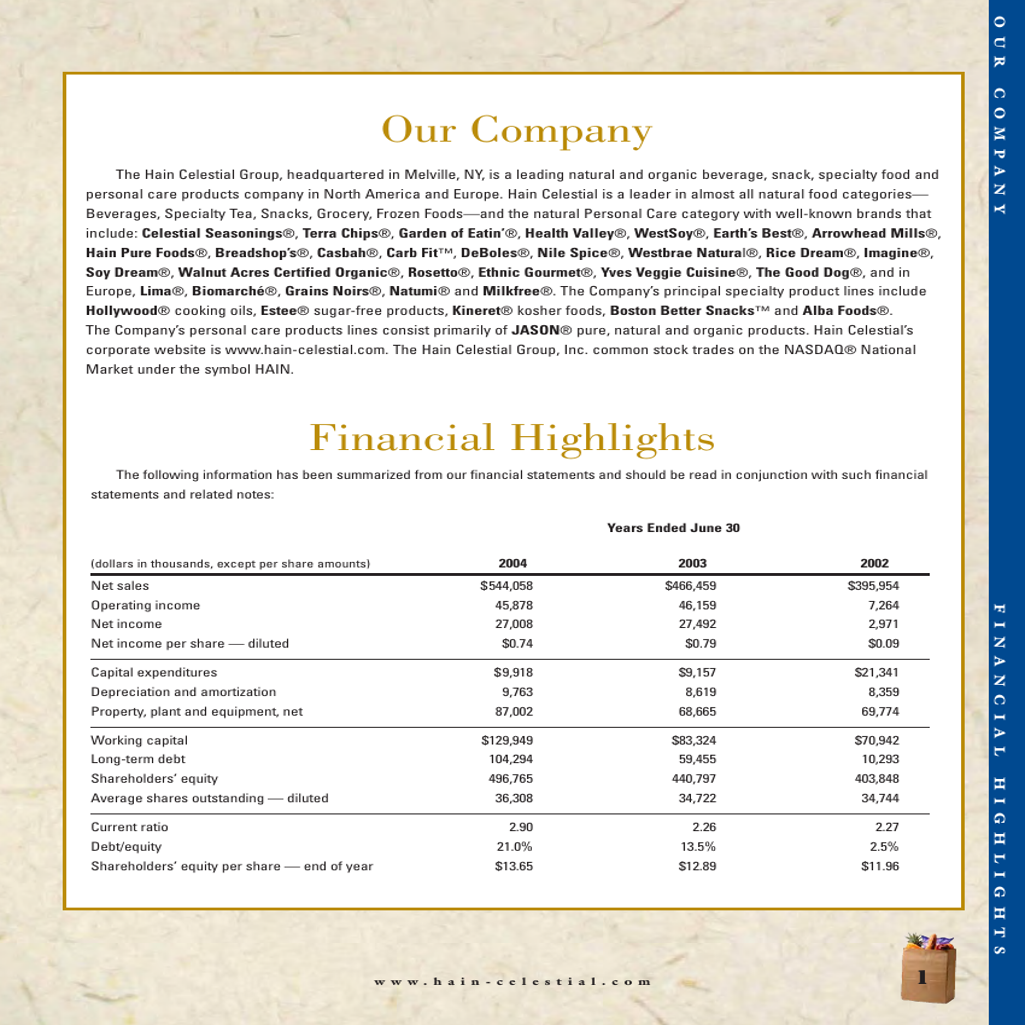 Our Company
The Hain Celestial Group, headquartered in Melville, NY, is a leading natural and organic beverage, snack, specialty food and
personal care products company in North America and Europe. Hain Celestial is a leader in almost all natural food categories—
Beverages, Specialty Tea, Snacks, Grocery, Frozen Foods—and the natural Personal Care category with well-known brands that
include: Celestial Seasonings®, Terra Chips®, Garden of Eatin'®, Health Valley®, WestSoy®, Earth's Best®, Arrowhead Mills®,
Hain Pure Foods®, Breadshop's®, Casbah®, Carb Fit™, DeBoles®, Nile Spice®, Westbrae Natural®, Rice Dream®, Imagine®,
Soy Dream®, Walnut Acres Certified Organic®, Rosetto®, Ethnic Gourmet®, Yves Veggie Cuisine®, The Good Dog®, and in
Europe, Lima®, Biomarché®, Grains Noirs®, Natumi® and Milkfree®. The Company's principal specialty product lines include
Hollywood® cooking oils, Estee® sugar-free products, Kineret® kosher foods, Boston Better Snacks™ and Alba Foods®.
The Company's personal care products lines consist primarily of JASON® pure, natural and organic products. Hain Celestial's
corporate website is www.hain-celestial.com. The Hain Celestial Group, Inc. common stock trades on the NASDAQ® National
Market under the symbol HAIN.
Financial Highlights
The following information has been summarized from our financial statements and should be read in conjunction with such financial
statements and related notes:
Years Ended June 30
(dollars in thousands, except per share amounts) 2004 2003 2002
Net sales $544,058 $466,459 $395,954
Operating income 45,878 46,159 7,264
Net income 27,008 27,492 2,971
Net income per share — diluted $0.74 $0.79 $0.09
Capital expenditures $9,918 $9,157 $21,341
Depreciation and amortization 9,763 8,619 8,359
Property, plant and equipment, net 87,002 68,665 69,774
Working capital $129,949 $83,324 $70,942
Long-term debt 104,294 59,455 10,293
Shareholders' equity 496,765 440,797 403,848
Average shares outstanding — diluted 36,308 34,722 34,744
Current ratio 2.90 2.26 2.27
Debt/equity 21.0% 13.5% 2.5%
Shareholders' equity per share — end of year $13.65 $12.89 $11.96
www.hain-celestial.com
1
OUR COMPANY
FINANCIAL HIGHLIGHTS